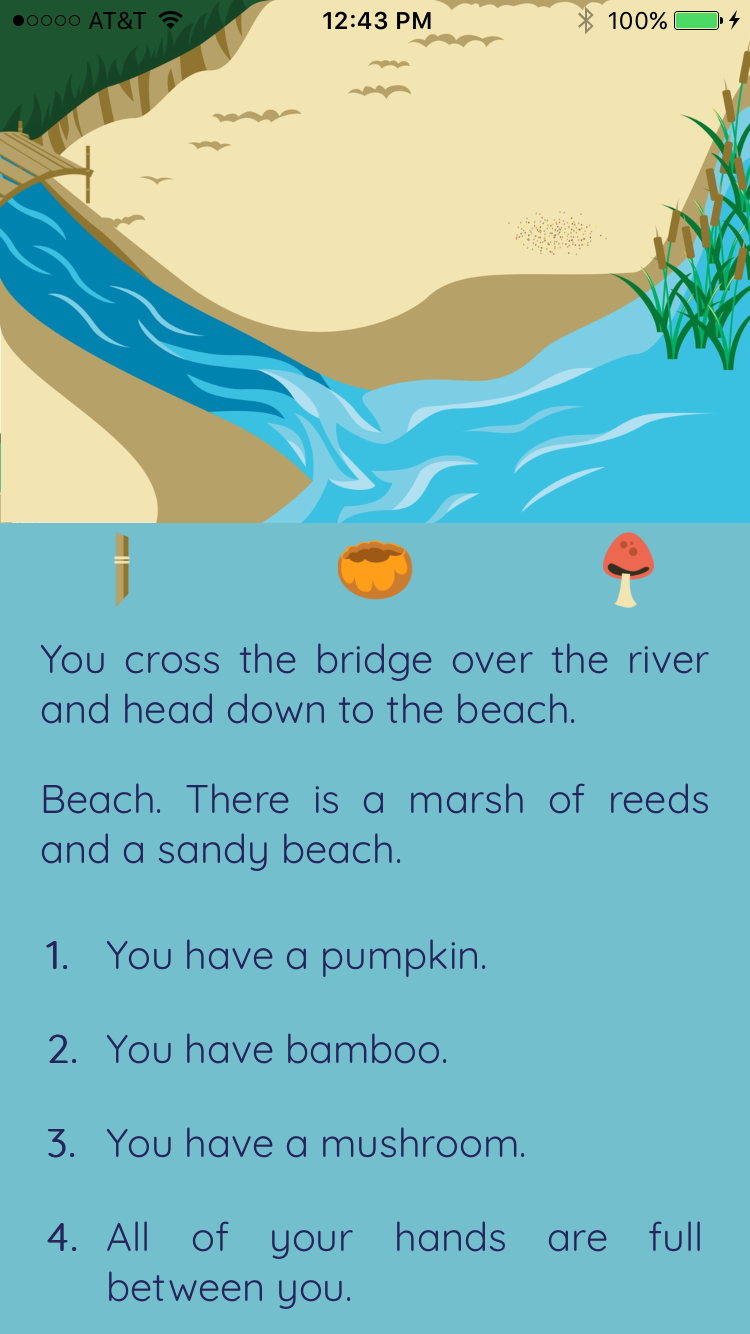 AT&T 12:43 PM 100%
You cross the bridge over the river
and head down to the beach.
Beach. There is a marsh of reeds
and a sandy beach.
1. You have a pumpkin.
2. You have bamboo.
3. You have a mushroom.
4. All of your hands are full
between you.